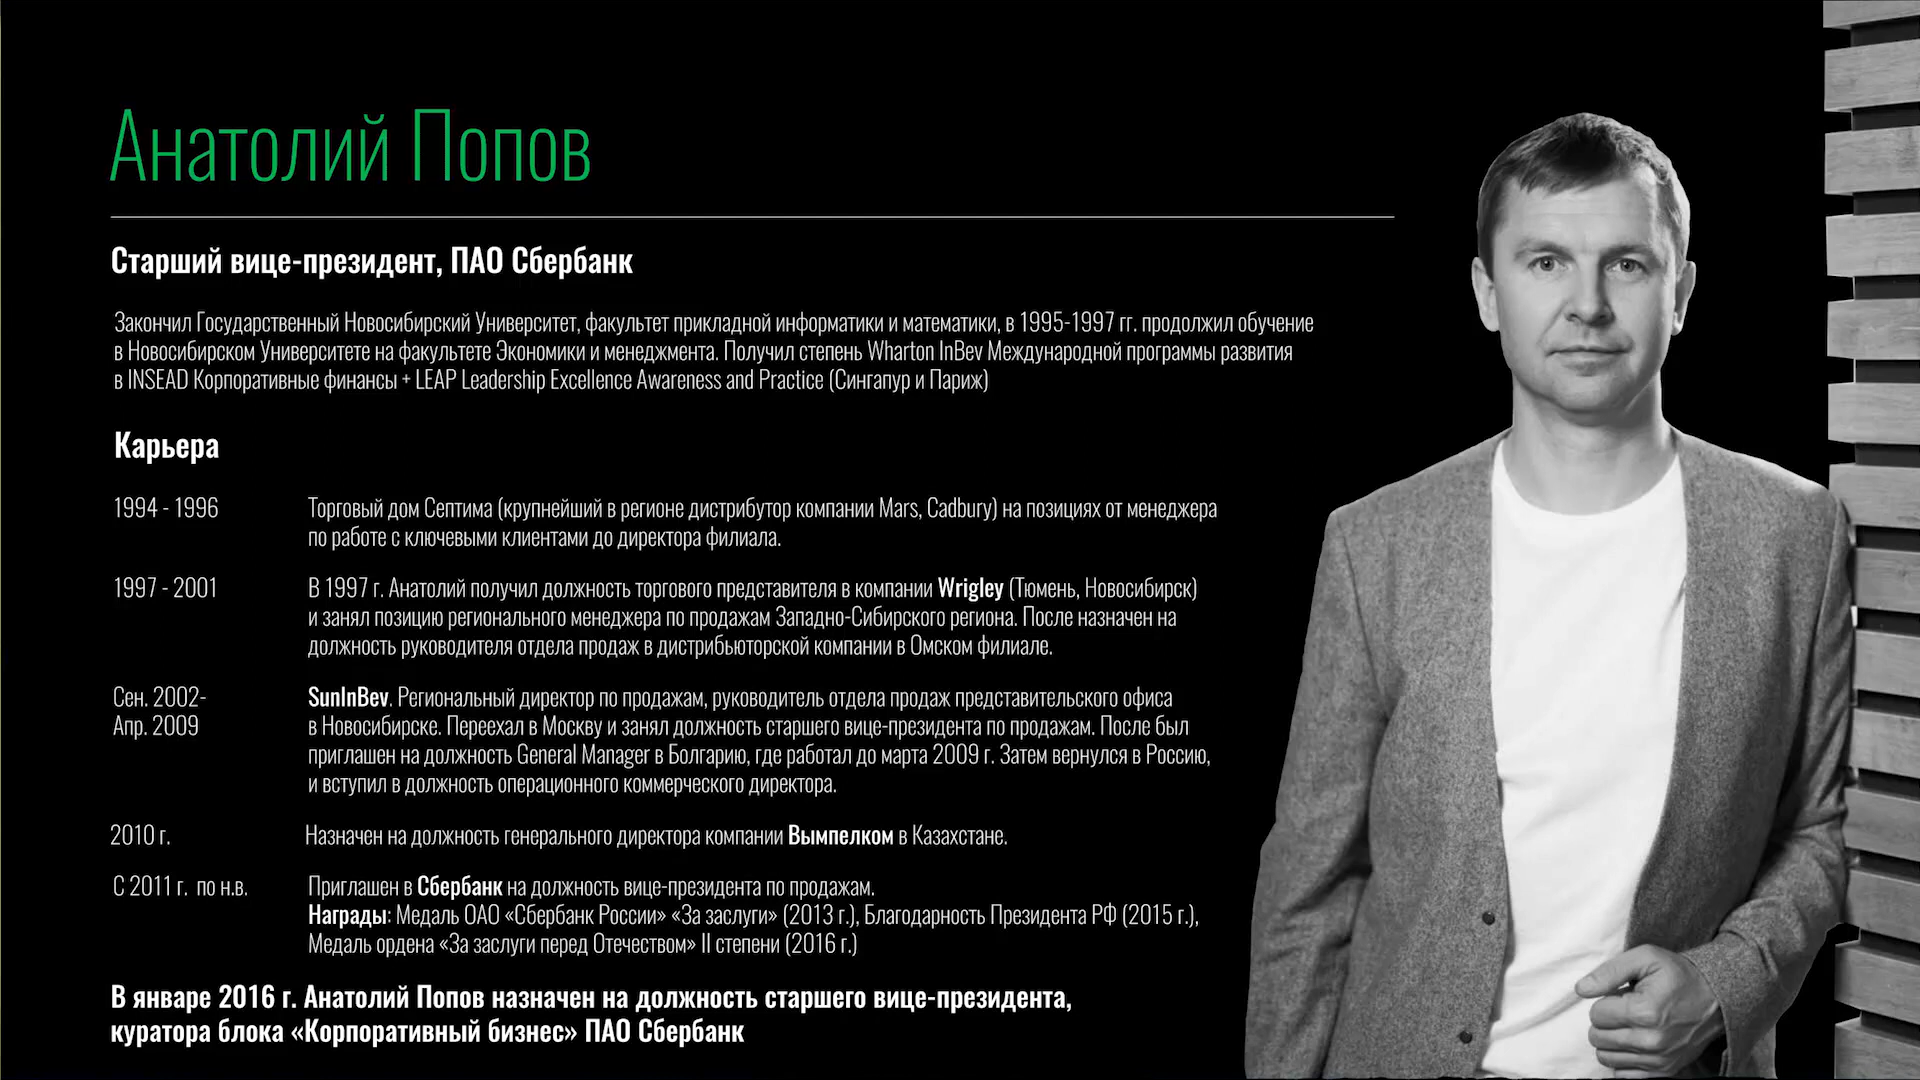 Анатолий Попов
Старший вице-президент, ПАО Сбербанк
Закончил Государственный Новосибирский Университет, факультет прикладной информатики и математики, в 1995-1997 гг. продолжил обучение
в Новосибирском Университете на факультете Экономики и менеджмента. Получил степень Wharton InBev Международной программы развития
в INSEAD Корпоративные финансы + LEAP Leadership Excellence Awareness and Practice (Сингапур и Париж)
Карьера
1994 - 1996 Торговый дом Септима (крупнейший в регионе дистрибутор компании Mars, Cadbury) на позициях от менеджера
по работе с ключевыми клиентами до директора филиала.
1997 - 2001 В 1997 г. Анатолий получил должность торгового представителя в компании Wrigley (Тюмень, Новосибирск)
и занял позицию регионального менеджера по продажам Западно-Сибирского региона. После назначен на
должность руководителя отдела продаж в дистрибьюторской компании в Омском филиале.
Сен. 2002- SunInBev. Региональный директор по продажам, руководитель отдела продаж представительского офиса
Апр. 2009 в Новосибирске. Переехал в Москву и занял должность старшего вице-президента по продажам. После был
приглашен на должность General Manager в Болгарию, где работал до марта 2009 г. Затем вернулся в Россию,
и вступил в должность операционного коммерческого директора.
2010 г. Назначен на должность генерального директора компании Вымпелком в Казахстане.
С 2011 г. по н.в. Приглашен в Сбербанк на должность вице-президента по продажам.
Награды: Медаль ОАО «Сбербанк России» «За заслуги» (2013 г.), Благодарность Президента РФ (2015 г.),
Медаль ордена «За заслуги перед Отечеством» II степени (2016 г.)
В январе 2016 г. Анатолий Попов назначен на должность старшего вице-президента,
куратора блока «Корпоративный бизнес» ПАО Сбербанк